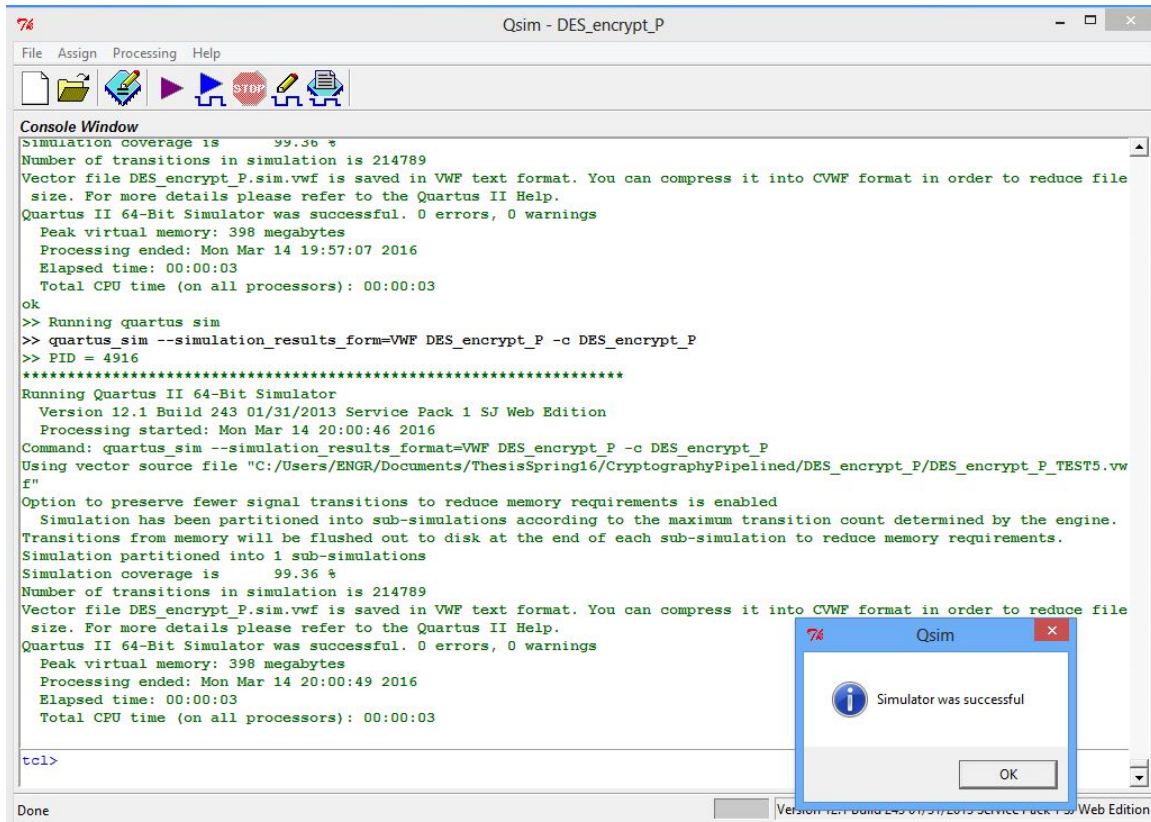 Qsim - DES_encrypt_P
File Assign Processing Help
STOP
Console Window
Simulation coverage is 99.36 %
Number of transitions in simulation is 214789
Vector file DES_encrypt_P.sim.vwf is saved in VWF text format. You can compress it into CVWF format in order to reduce file
size. For more details please refer to the Quartus II Help.
Quartus II 64-Bit Simulator was successful. 0 errors, 0 warnings
Peak virtual memory: 398 megabytes
Processing ended: Mon Mar 14 19:57:07 2016
Elapsed time: 00:00:03
Total CPU time (on all processors): 00:00:03
ok
>> Running quartus sim
>> quartus_sim --simulation_results_form=VWF DES_encrypt_P -c DES_encrypt_P
>> PID = 4916
*******************************************************************
Running Quartus II 64-Bit Simulator
Version 12.1 Build 243 01/31/2013 Service Pack 1 SJ Web Edition
Processing started: Mon Mar 14 20:00:46 2016
Command: quartus_sim --simulation_results_format=VWF DES_encrypt_P -c DES_encrypt_P
Using vector source file "C:/Users/ENGR/Documents/ThesisSpring16/CryptographyPipelined/DES_encrypt_P/DES_encrypt_P_TEST5.vw
f"
Option to preserve fewer signal transitions to reduce memory requirements is enabled
Simulation has been partitioned into sub-simulations according to the maximum transition count determined by the engine.
Transitions from memory will be flushed out to disk at the end of each sub-simulation to reduce memory requirements.
Simulation partitioned into 1 sub-simulations
Simulation coverage is 99.36 %
Number of transitions in simulation is 214789
Vector file DES_encrypt_P.sim.vwf is saved in VWF text format. You can compress it into CVWF format in order to reduce file
size. For more details please refer to the Quartus II Help.
Quartus II 64-Bit Simulator was successful. 0 errors, 0 warnings
Peak virtual memory: 398 megabytes
Processing ended: Mon Mar 14 20:00:49 2016
Elapsed time: 00:00:03
Total CPU time (on all processors): 00:00:03
Qsim
Simulator was successful
OK
tcl>
Done
Version 12.1 Build 243 01/31/2013 Service Pack 1 SJ Web Edition